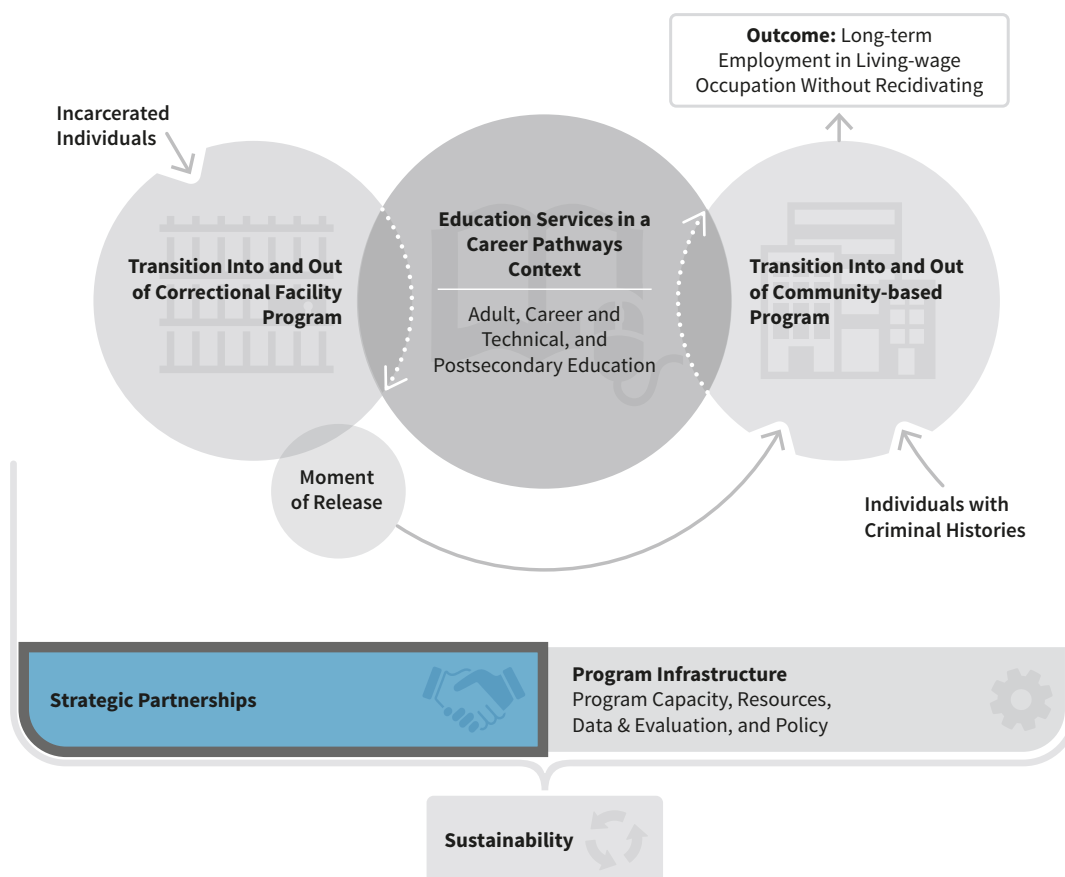 Outcome: Long-term
Employment in Living-wage
Occupation Without Recidivating
Incarcerated
Individuals
Transition Into and Out
of Correctional Facility
Program
Education Services in a
Career Pathways
Context
Adult, Career and
Technical, and
Postsecondary Education
Transition Into and Out
of Community-based
Program
Moment
of Release
Individuals with
Criminal Histories
Strategic Partnerships
Program Infrastructure
Program Capacity, Resources,
Data & Evaluation, and Policy
Sustainability